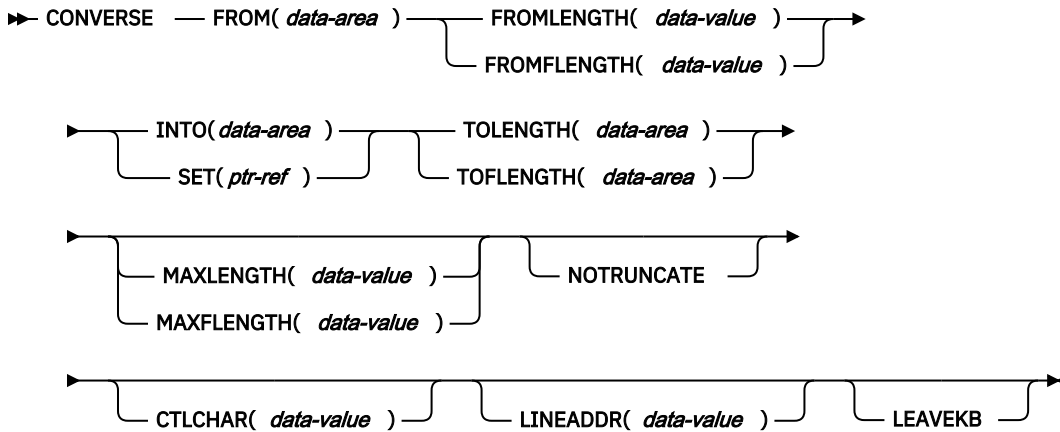 CONVERSE FROM( data-area ) FROMLENGTH( data-value )
FROMFLENGTH( data-value )
INTO( data-area ) TOLENGTH( data-area )
SET( ptr-ref ) TOFLENGTH( data-area )
MAXLENGTH( data-value ) NOTRUNCATE
MAXFLENGTH( data-value )
CTLCHAR( data-value ) LINEADDR( data-value ) LEAVEKB